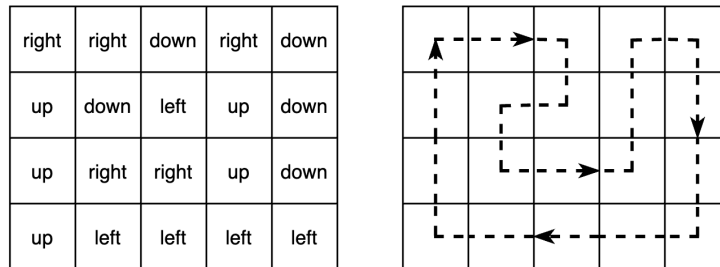 right right down right down
up down left up down
up right right up down
up left left left left